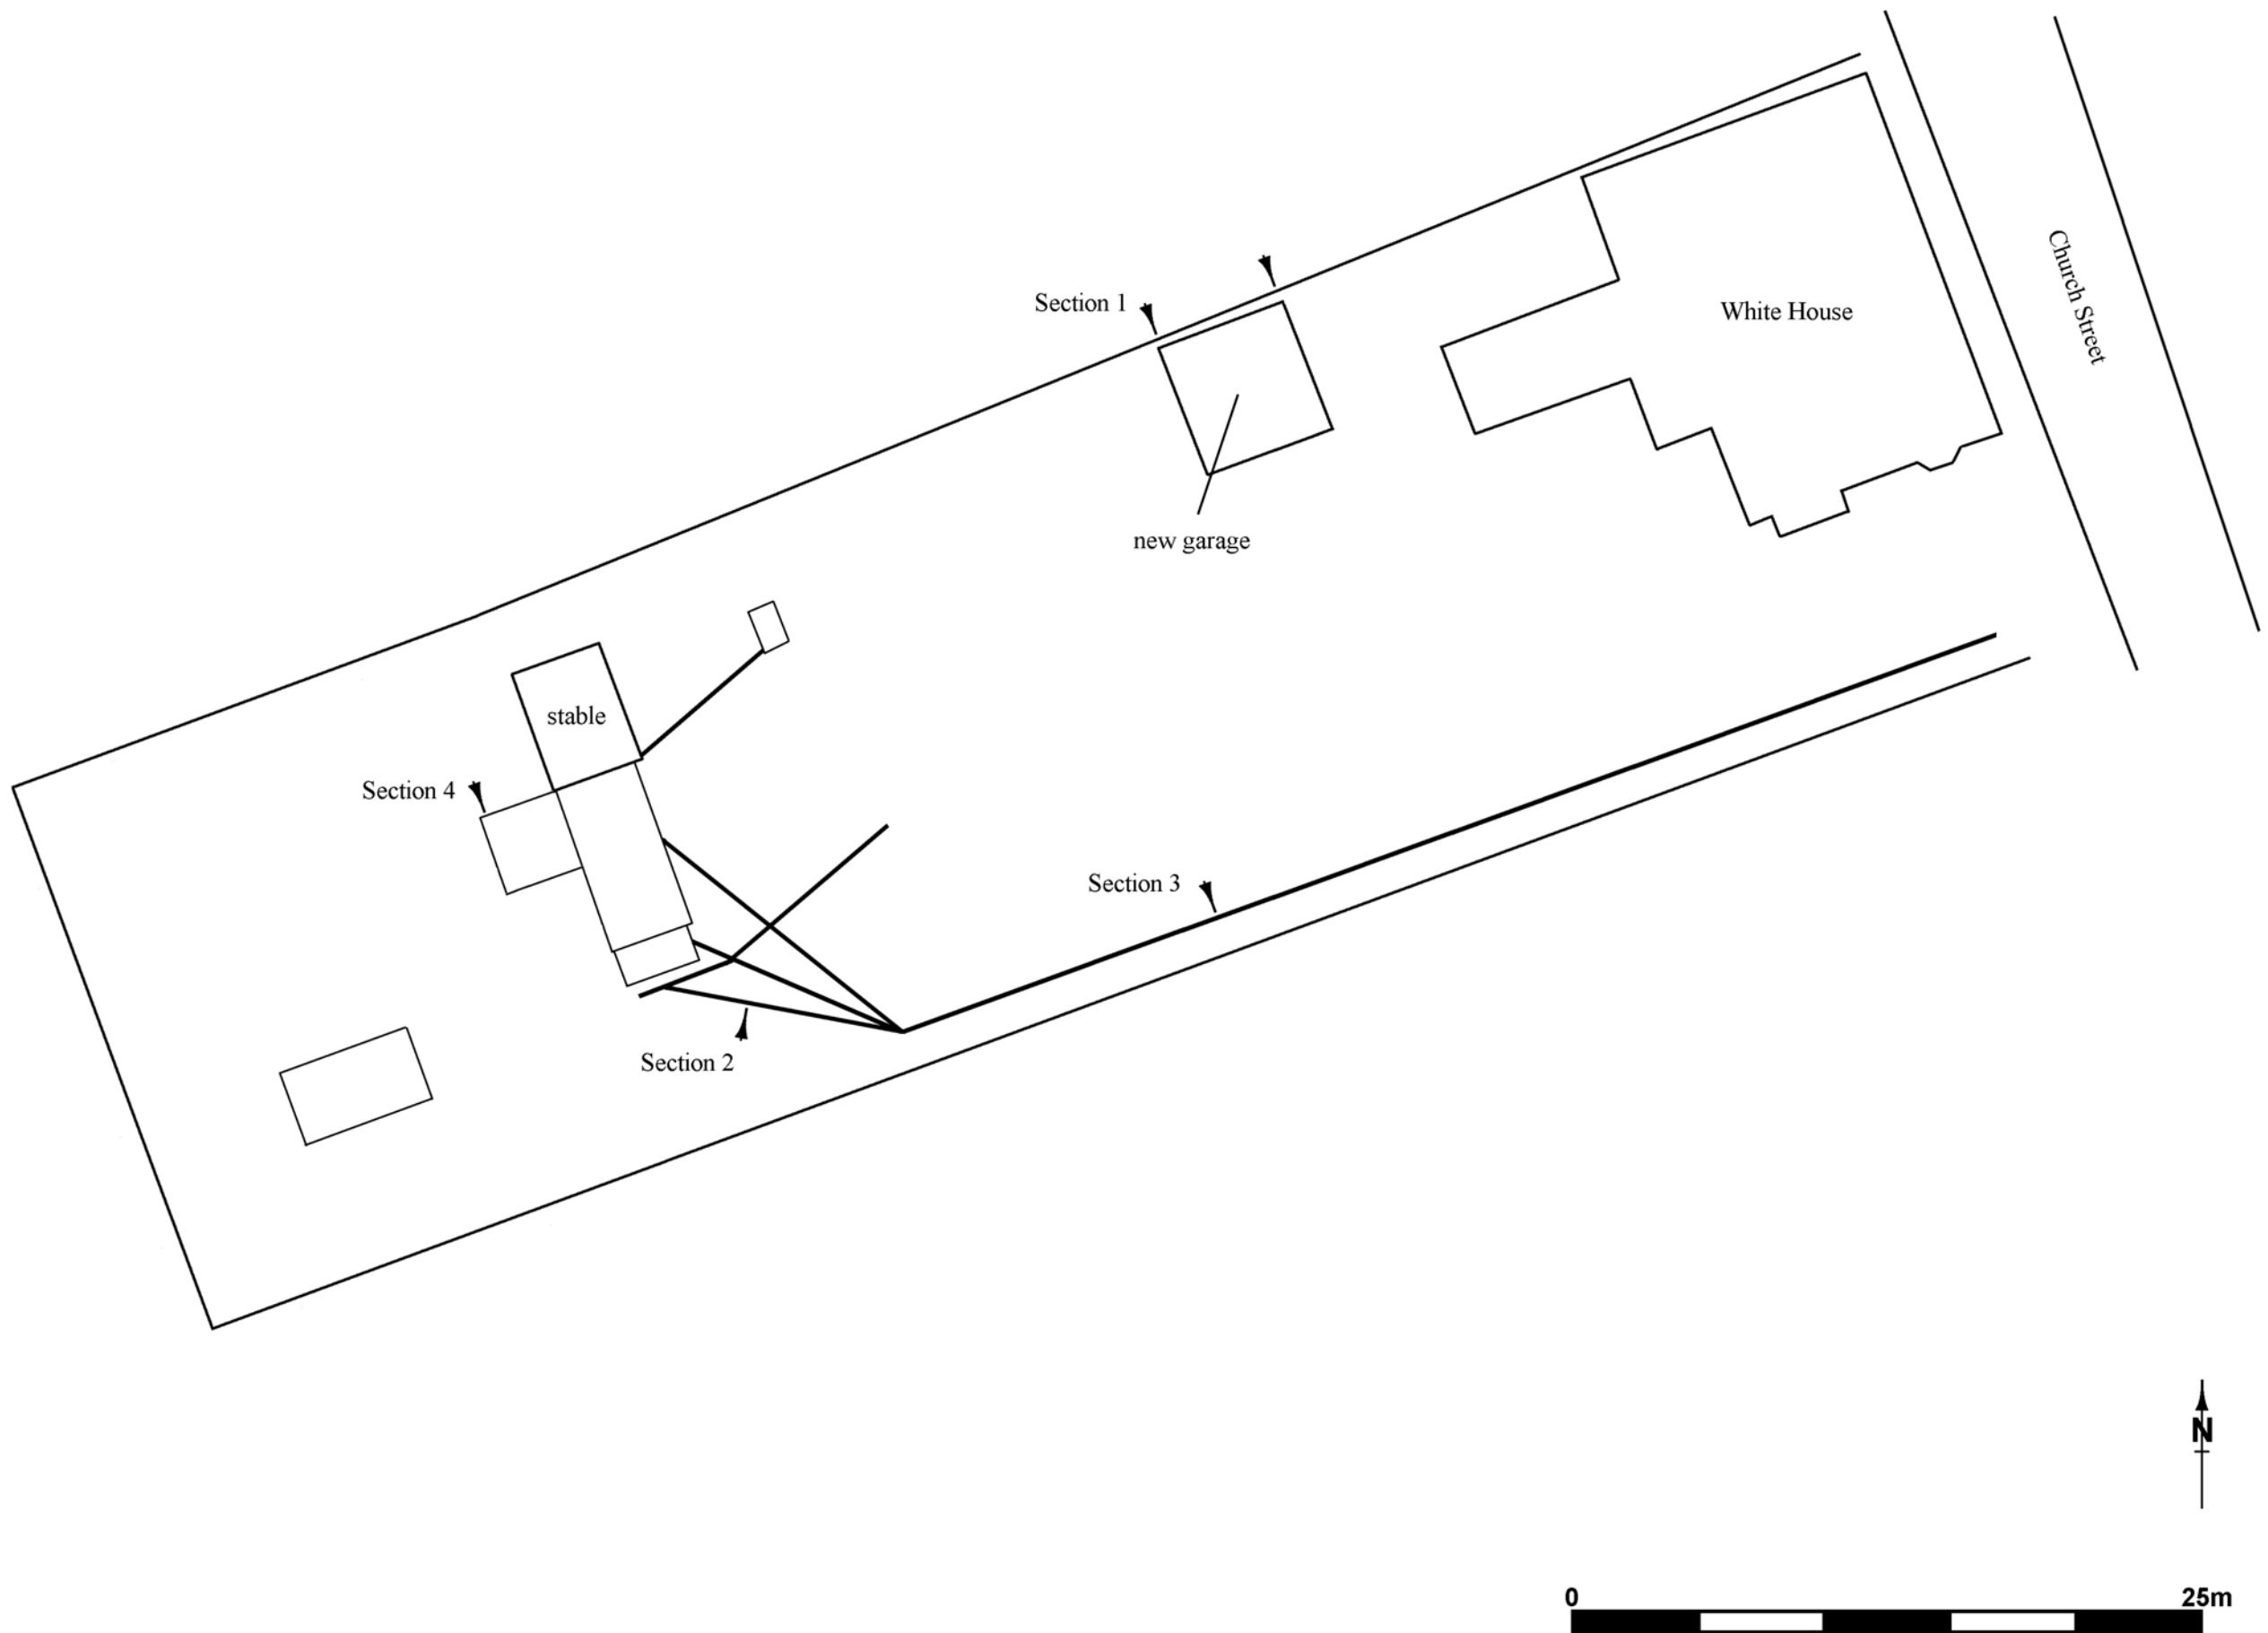 Church Street
White House
Section 1
new garage
stable
Section 4
Section 3
Section 2
N
0 25m